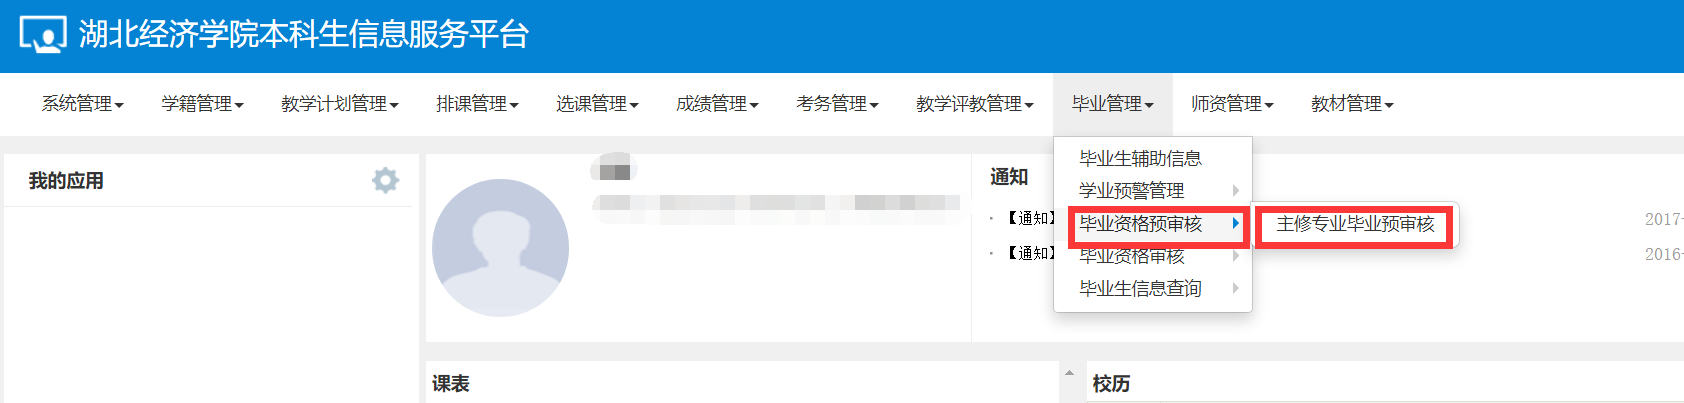 湖北经济学院本科生信息服务平台
系统管理 学籍管理 教学计划管理 排课管理 选课管理 成绩管理 考务管理 教学评教管理 毕业管理 师资管理 教材管理
我的应用
通知
【通知】
2017-
【通知】
2016-
毕业生辅助信息
学业预警管理
毕业资格预审核
主修专业毕业预审核
毕业资格审核
毕业生信息查询
课表
校历